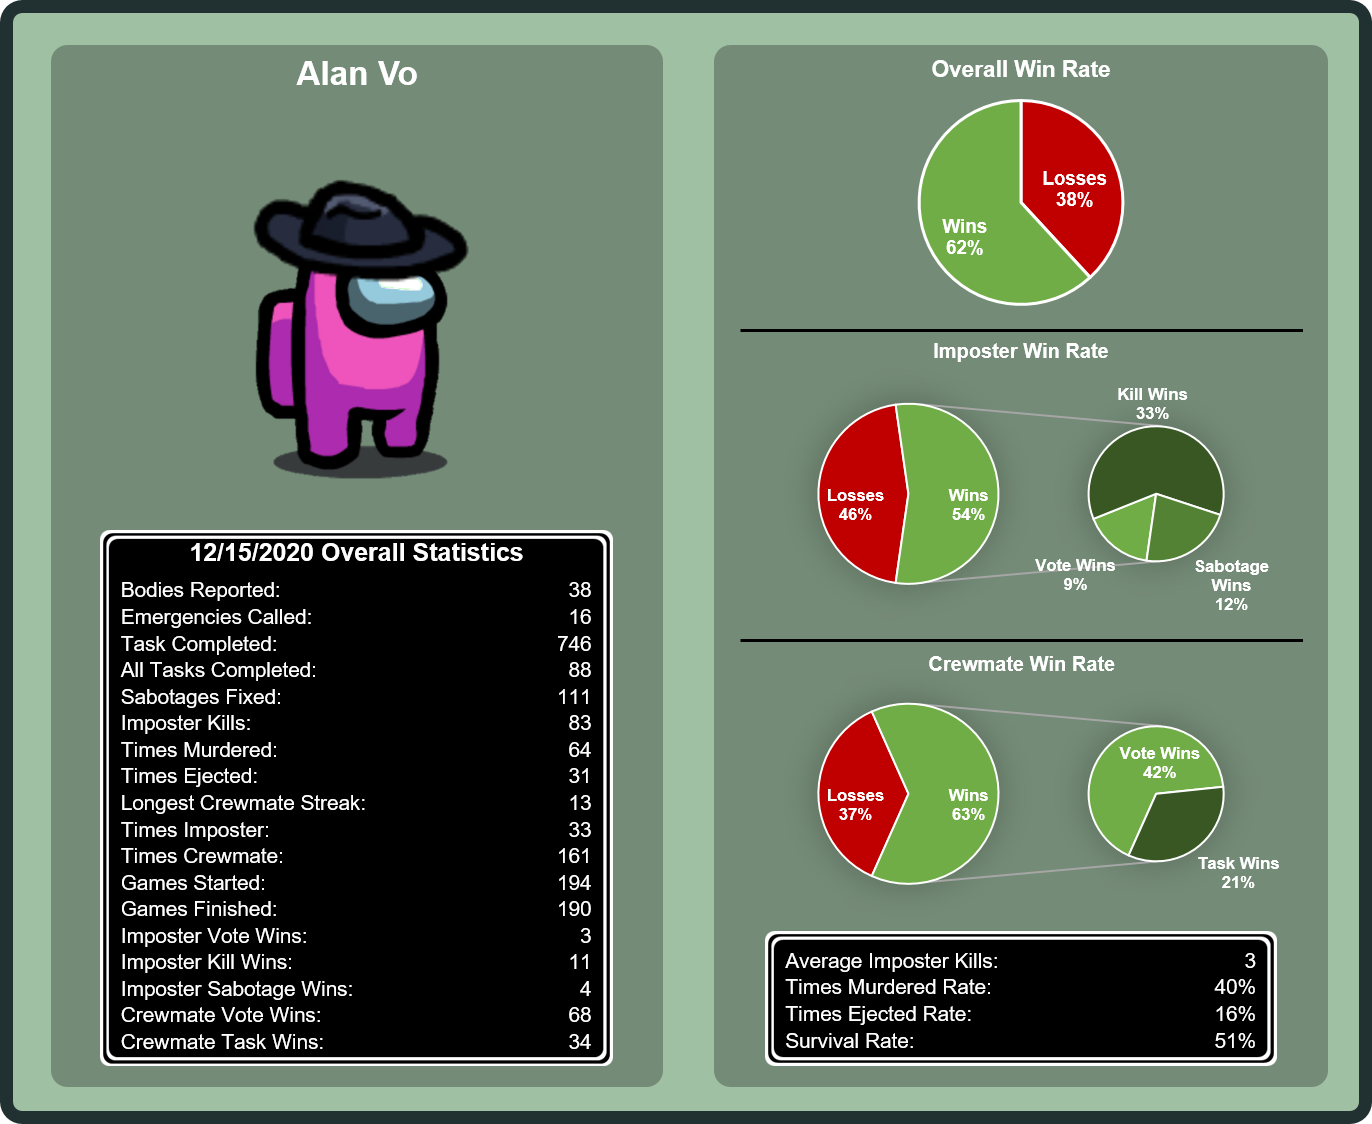 Alan Vo
12/15/2020 Overall Statistics
Bodies Reported: 38
Emergencies Called: 16
Task Completed: 746
All Tasks Completed: 88
Sabotages Fixed: 111
Imposter Kills: 83
Times Murdered: 64
Times Ejected: 31
Longest Crewmate Streak: 13
Times Imposter: 33
Times Crewmate: 161
Games Started: 194
Games Finished: 190
Imposter Vote Wins: 3
Imposter Kill Wins: 11
Imposter Sabotage Wins: 4
Crewmate Vote Wins: 68
Crewmate Task Wins: 34
Overall Win Rate
Losses
38%
Wins
62%
Imposter Win Rate
Losses
46%
Wins
54%
Kill Wins
33%
Vote Wins
9%
Sabotage
Wins
12%
Crewmate Win Rate
Losses
37%
Wins
63%
Vote Wins
42%
Task Wins
21%
Average Imposter Kills: 3
Times Murdered Rate: 40%
Times Ejected Rate: 16%
Survival Rate: 51%